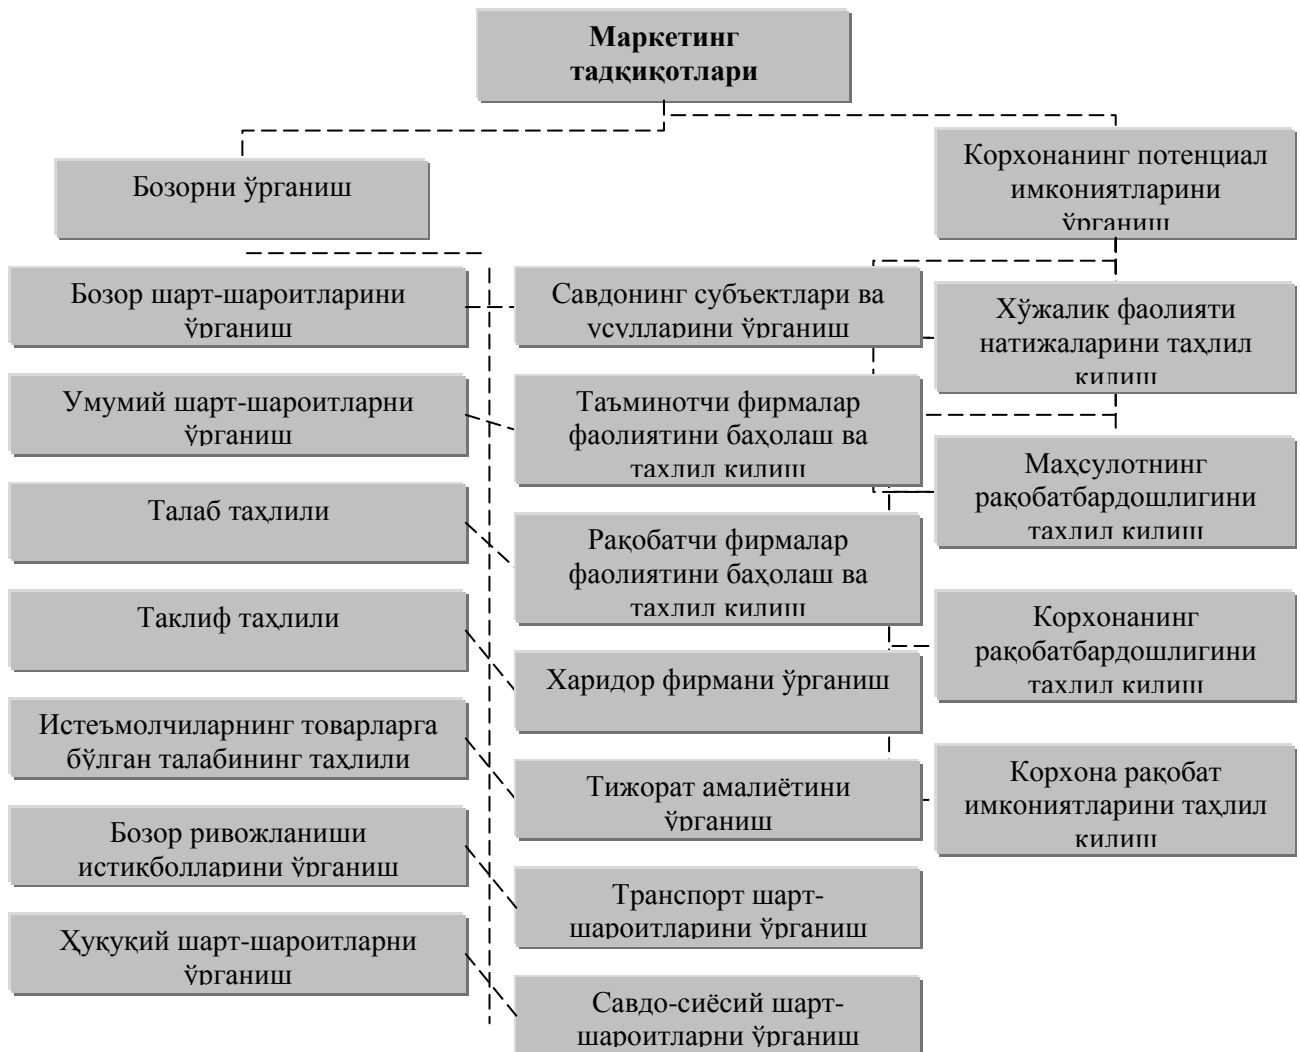 Маркетинг
тадқиқотлари
Бозорни ўрганиш
Корхонанинг потенциал
имкониятларини
ўрганиш
Бозор шарт-шароитларини
ўрганиш
Савдонинг субъектлари ва
усулларини ўрганиш
Хўжалик фаолияти
натижаларини таҳлил
қилиш
Умумий шарт-шароитларни
ўрганиш
Таъминотчи фирмалар
фаолиятини баҳолаш ва
таҳлил қилиш
Маҳсулотнинг
рақобатбардошлигини
таҳлил қилиш
Талаб таҳлили
Рақобатчи фирмалар
фаолиятини баҳолаш ва
таҳлил қилиш
Таклиф таҳлили
Харидор фирмани ўрганиш
Корхонанинг
рақобатбардошлигини
таҳлил қилиш
Истеъмолчиларнинг товарларга
бўлган талабининг таҳлили
Тижорат амалиётини
ўрганиш
Корхона рақобат
имкониятларини таҳлил
қилиш
Бозор ривожланиши
истиқболларини ўрганиш
Транспорт шарт-
шароитларини ўрганиш
Ҳуқуқий шарт-шароитларни
ўрганиш
Савдо-сиёсий шарт-
шароитларни ўрганиш